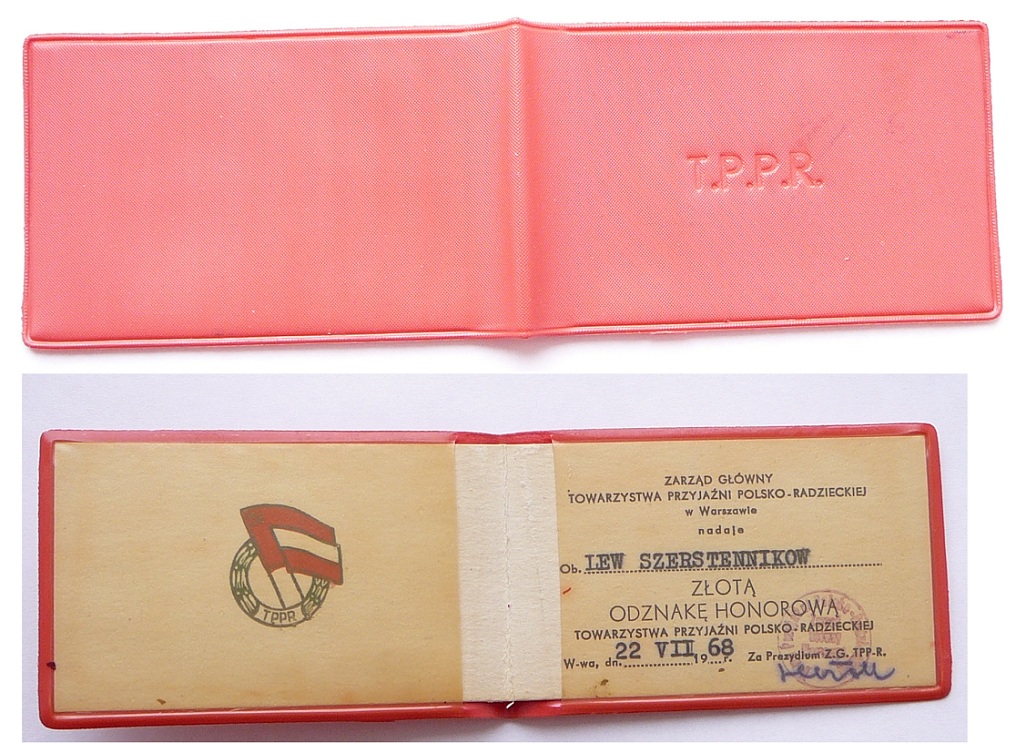 T.P.P.R.
TPPR
ZARZĄD GŁÓWNY
TOWARZYSTWA PRZYJAŹNI POLSKO-RADZIECKIEJ
w Warszawie
nadaje
Ob. LEW SZERSTENNIKOW
ZŁOTĄ
ODZNAKĘ HONOROWĄ
TOWARZYSTWA PRZYJAŹNI POLSKO-RADZIECKIEJ
W-wa, dn. 22 VII 1968 r. Za Prezydium Z.G. TPP-R.